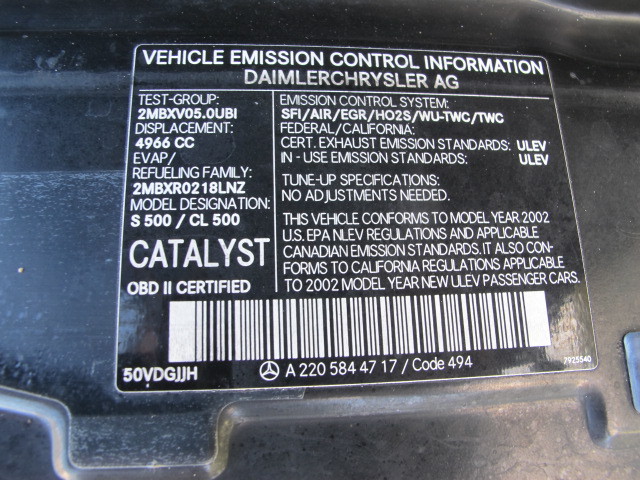 VEHICLE EMISSION CONTROL INFORMATION
DAIMLERCHRYSLER AG
TEST-GROUP:
2MBXV05.0UBI
DISPLACEMENT:
4966 CC
EVAP/
REFUELING FAMILY:
2MBXR0218LNZ
MODEL DESIGNATION:
S 500 / CL 500
CATALYST
OBD II CERTIFIED
EMISSION CONTROL SYSTEM:
SFI/AIR/EGR/HO2S/WU-TWC/TWC
FEDERAL/CALIFORNIA:
CERT. EXHAUST EMISSION STANDARDS: ULEV
IN - USE EMISSION STANDARDS: ULEV
TUNE-UP SPECIFICATIONS:
NO ADJUSTMENTS NEEDED.
THIS VEHICLE CONFORMS TO MODEL YEAR 2002
U.S. EPA NLEV REGULATIONS AND APPLICABLE
CANADIAN EMISSION STANDARDS. IT ALSO CON-
FORMS TO CALIFORNIA REGULATIONS APPLICABLE
TO 2002 MODEL YEAR NEW ULEV PASSENGER CARS.
50VDGJJH
A 220 584 47 17 / Code 494
7925540